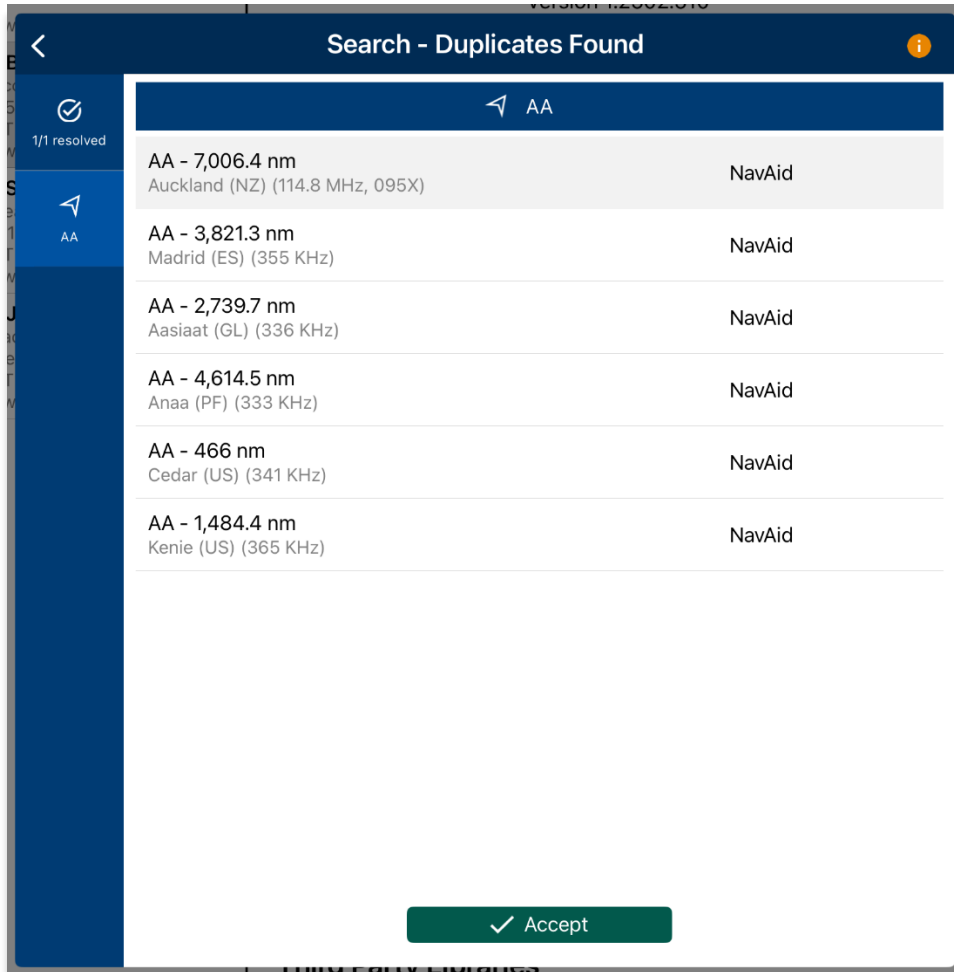 Search - Duplicates Found
1/1 resolved
AA
AA
AA - 7,006.4 nm
Auckland (NZ) (114.8 MHz, 095X)
NavAid
AA - 3,821.3 nm
Madrid (ES) (355 KHz)
NavAid
AA - 2,739.7 nm
Aasiaat (GL) (336 KHz)
NavAid
AA - 4,614.5 nm
Anaa (PF) (333 KHz)
NavAid
AA - 466 nm
Cedar (US) (341 KHz)
NavAid
AA - 1,484.4 nm
Kenie (US) (365 KHz)
NavAid
Accept